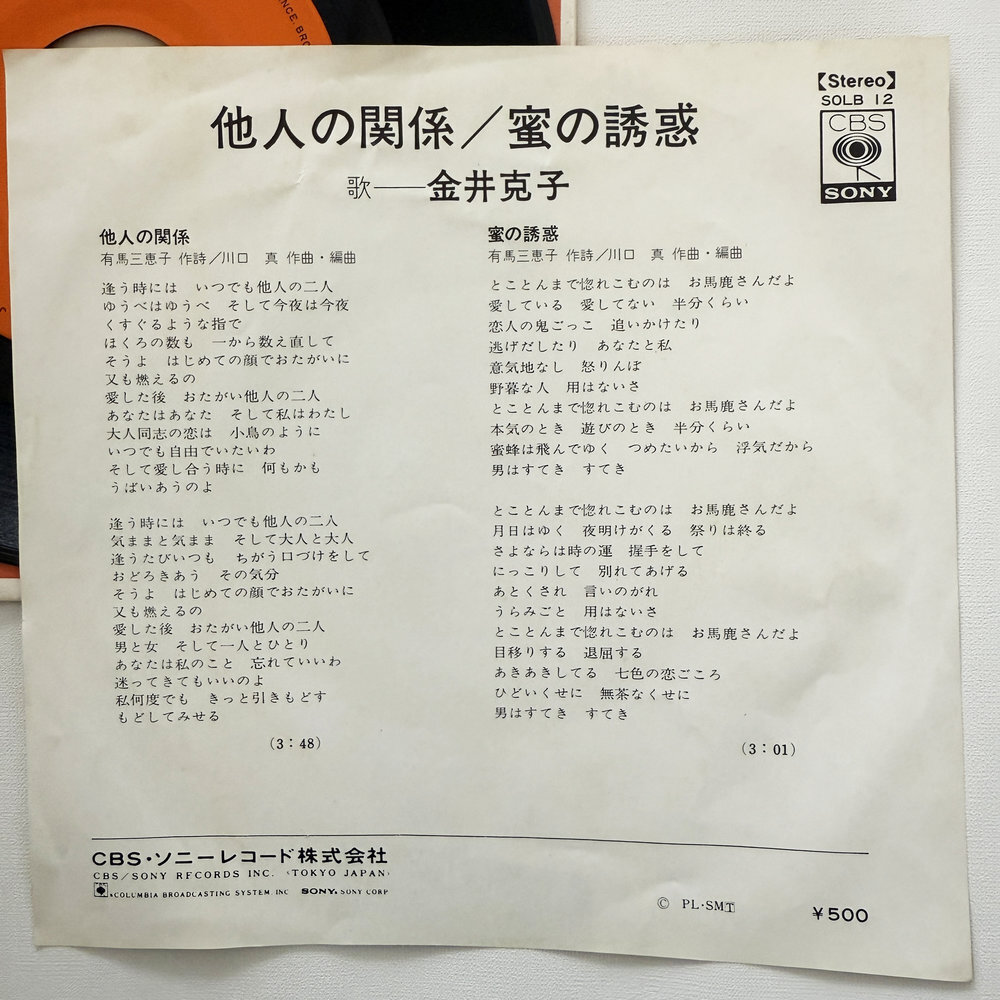 ENCE. BRO
【Stereo】
SOLB 12
CBS
SONY
他人の関係／蜜の誘惑
歌──金井克子
他人の関係
有馬三恵子 作詩／川口　真 作曲・編曲
逢う時には　いつでも他人の二人
ゆうべはゆうべ　そして今夜は今夜
くすぐるような指で
ほくろの数も　一から数え直して
そうよ　はじめての顔でおたがいに
又も燃えるの
愛した後　おたがい他人の二人
あなたはあなた　そして私はわたし
大人同志の恋は　小鳥のように
いつでも自由でいたいわ
そして愛し合う時に　何もかも
うばいあうのよ
逢う時には　いつでも他人の二人
気ままと気まま　そして大人と大人
逢うたびいつも　ちがう口づけをして
おどろきあう　その気分
そうよ　はじめての顔でおたがいに
又も燃えるの
愛した後　おたがい他人の二人
男と女　そして一人とひとり
あなたは私のこと　忘れていいわ
迷ってきてもいいのよ
私何度でも　きっと引きもどす
もどしてみせる
（3：48）
蜜の誘惑
有馬三恵子 作詩／川口　真 作曲・編曲
とことんまで惚れこむのは　お馬鹿さんだよ
愛している　愛してない　半分くらい
恋人の鬼ごっこ　追いかけたり
逃げだしたり　あなたと私
意気地なし　怒りんぼ
野暮な人　用はないさ
とことんまで惚れこむのは　お馬鹿さんだよ
本気のとき　遊びのとき　半分くらい
蜜蜂は飛んでゆく　つめたいから　浮気だから
男はすてき　すてき
とことんまで惚れこむのは　お馬鹿さんだよ
月日はゆく　夜明けがくる　祭りは終る
さよならは時の運　握手をして
にっこりして　別れてあげる
あとくされ　言いのがれ
うらみごと　用はないさ
とことんまで惚れこむのは　お馬鹿さんだよ
目移りする　退屈する
あきあきしてる　七色の恋ごころ
ひどいくせに　無茶なくせに
男はすてき　すてき
（3：01）
CBS・ソニーレコード株式会社
CBS／SONY RECORDS INC.〈TOKYO JAPAN〉
&COLUMBIA BROADCASTING SYSTEM. INC　SONY& SONY CORP
© PL・SMT
¥500